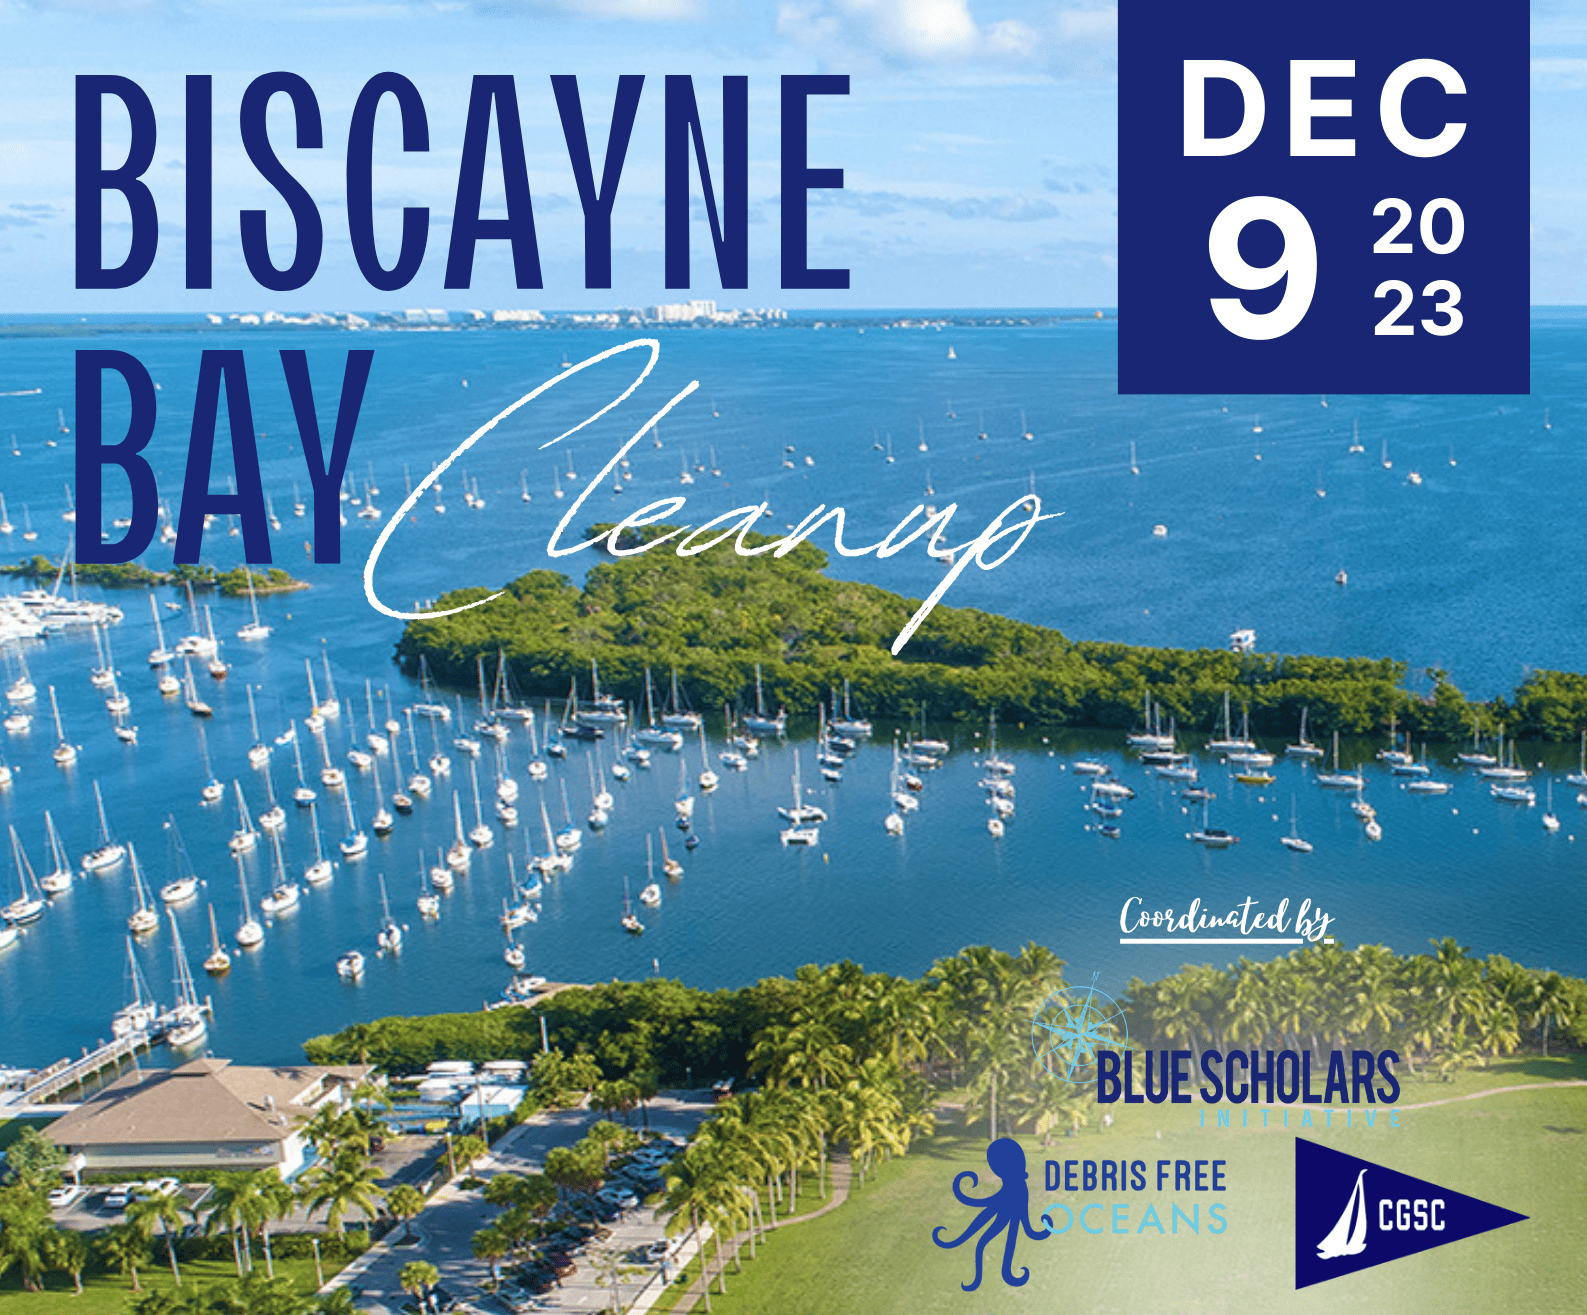 BISCAYNE
BAY Cleanup
DEC
9 20
23
Coordinated by
N
BLUE SCHOLARS
INITIATIVE
DEBRIS FREE
OCEANS
CGSC